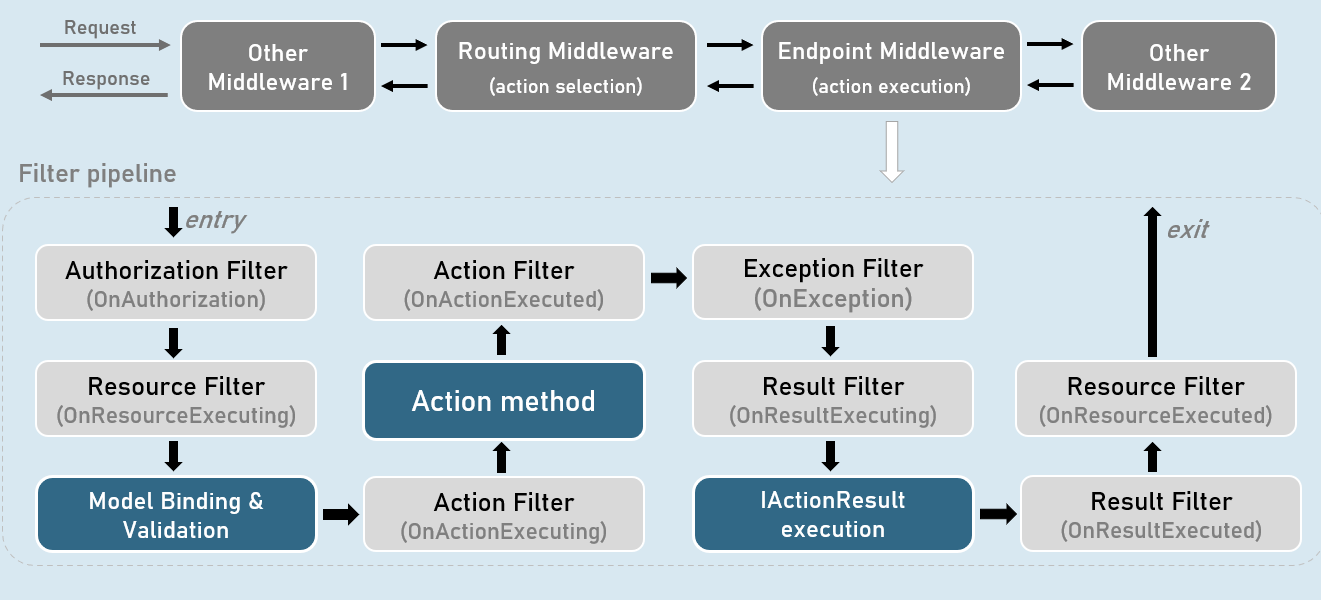 Request
Response
Other
Middleware 1
Routing Middleware
(action selection)
Endpoint Middleware
(action execution)
Other
Middleware 2
Filter pipeline
entry
exit
Authorization Filter
(OnAuthorization)
Resource Filter
(OnResourceExecuting)
Model Binding &
Validation
Action Filter
(OnActionExecuting)
Action method
Action Filter
(OnActionExecuted)
Exception Filter
(OnException)
Result Filter
(OnResultExecuting)
IActionResult
execution
Result Filter
(OnResultExecuted)
Resource Filter
(OnResourceExecuted)